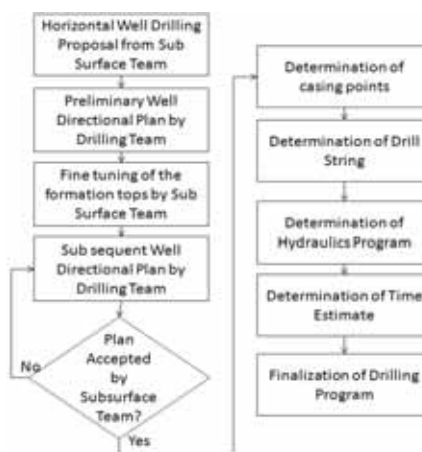 Horizontal Well Drilling
Proposal from Sub
Surface Team
Preliminary Well
Directional Plan by
Drilling Team
Fine tuning of the
formation tops by Sub
Surface Team
Sub sequent Well
Directional Plan by
Drilling Team
Plan
Accepted
by
Subsurface
Team?
No
Yes
Determination of
casing points
Determination of Drill
String
Determination of
Hydraulics Program
Determination of Time
Estimate
Finalization of Drilling
Program